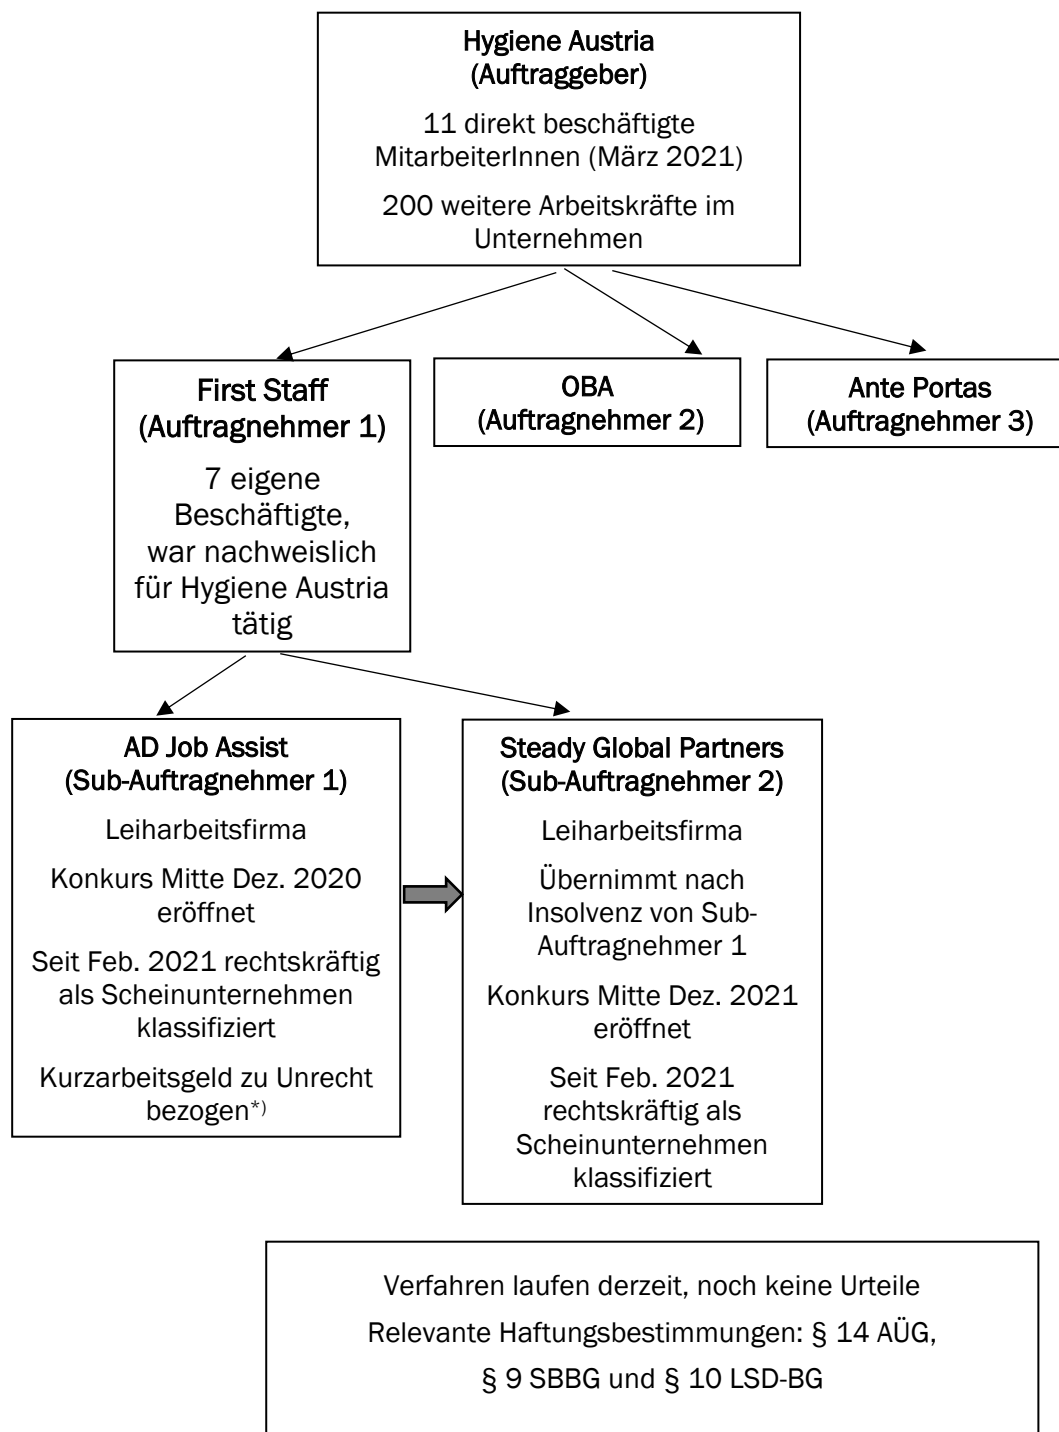 Hygiene Austria
(Auftraggeber)
11 direkt beschäftigte
MitarbeiterInnen (März 2021)
200 weitere Arbeitskräfte im
Unternehmen
First Staff
(Auftragnehmer 1)
7 eigene
Beschäftigte,
war nachweislich
für Hygiene Austria
tätig
OBA
(Auftragnehmer 2)
Ante Portas
(Auftragnehmer 3)
AD Job Assist
(Sub-Auftragnehmer 1)
Leiharbeitsfirma
Konkurs Mitte Dez. 2020
eröffnet
Seit Feb. 2021 rechtskräftig
als Scheinunternehmen
klassifiziert
Kurzarbeitsgeld zu Unrecht
bezogen*)
Steady Global Partners
(Sub-Auftragnehmer 2)
Leiharbeitsfirma
Übernimmt nach
Insolvenz von Sub-
Auftragnehmer 1
Konkurs Mitte Dez. 2021
eröffnet
Seit Feb. 2021
rechtskräftig als
Scheinunternehmen
klassifiziert
Verfahren laufen derzeit, noch keine Urteile
Relevante Haftungsbestimmungen: § 14 AÜG,
§ 9 SBBG und § 10 LSD-BG